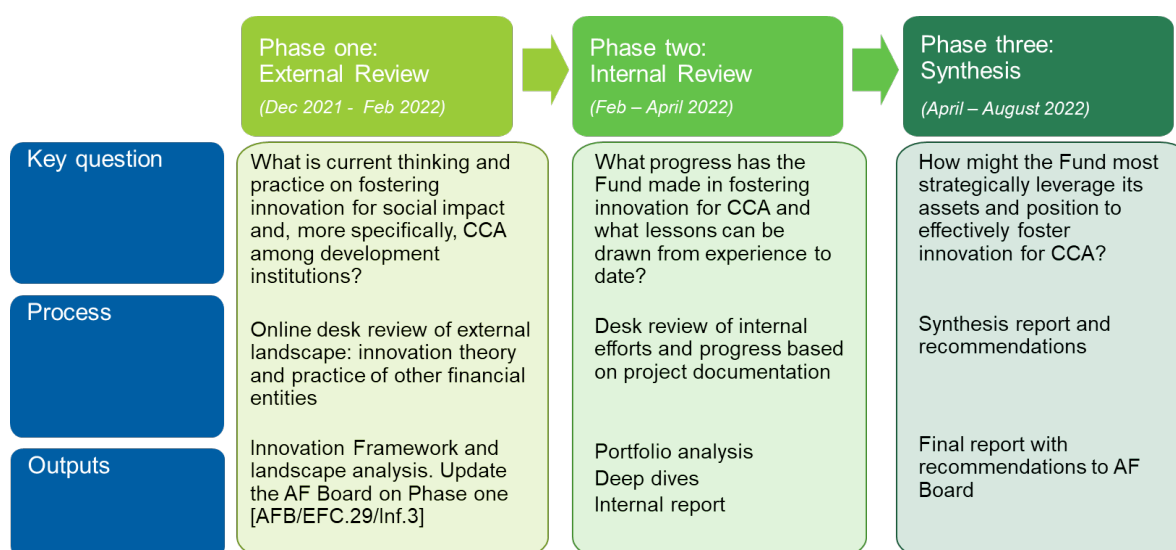 Phase one:
External Review
(Dec 2021 - Feb 2022)
Phase two:
Internal Review
(Feb – April 2022)
Phase three:
Synthesis
(April – August 2022)
Key question
What is current thinking and
practice on fostering
innovation for social impact
and, more specifically, CCA
among development
institutions?
What progress has the
Fund made in fostering
innovation for CCA and
what lessons can be
drawn from experience to
date?
How might the Fund most
strategically leverage its
assets and position to
effectively foster
innovation for CCA?
Process
Online desk review of external
landscape: innovation theory
and practice of other financial
entities
Desk review of internal
efforts and progress based
on project documentation
Synthesis report and
recommendations
Outputs
Innovation Framework and
landscape analysis. Update
the AF Board on Phase one
[AFB/EFC.29/Inf.3]
Portfolio analysis
Deep dives
Internal report
Final report with
recommendations to AF
Board